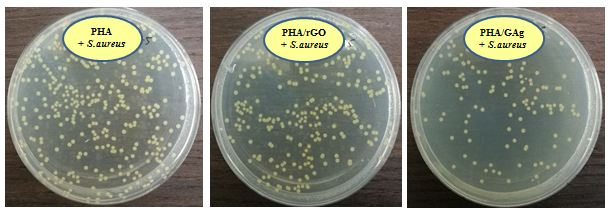 PHA
+ S.aureus
PHA/rGO
+ S.aureus
PHA/GAg
+ S.aureus